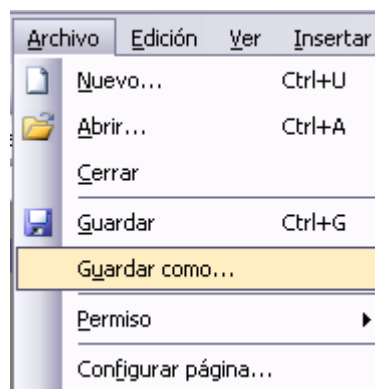 Archivo Edición Ver Insertar
Nuevo... Ctrl+U
Abrir... Ctrl+A
Cerrar
Guardar Ctrl+G
Guardar como...
Permiso
Configurar página...